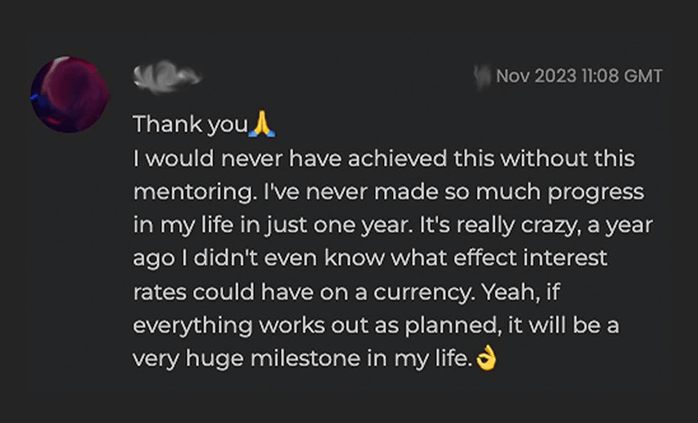 Nov 2023 11:08 GMT
Thank you🙏
I would never have achieved this without this
mentoring. I've never made so much progress
in my life in just one year. It's really crazy, a year
ago I didn't even know what effect interest
rates could have on a currency. Yeah, if
everything works out as planned, it will be a
very huge milestone in my life.👌